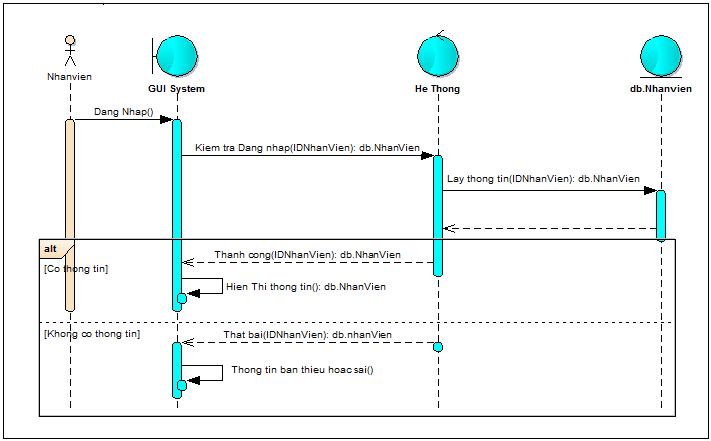 Nhanvien
GUI System
He Thong
db.Nhanvien
Dang Nhap()
Kiem tra Dang nhap(IDNhanVien): db.NhanVien
Lay thong tin(IDNhanVien): db.NhanVien
alt
Thanh cong(IDNhanVien): db.NhanVien
[Co thong tin]
Hien Thi thong tin(): db.NhanVien
[Khong co thong tin]
That bai(IDNhanVien): db.nhanVien
Thong tin ban thieu hoac sai()